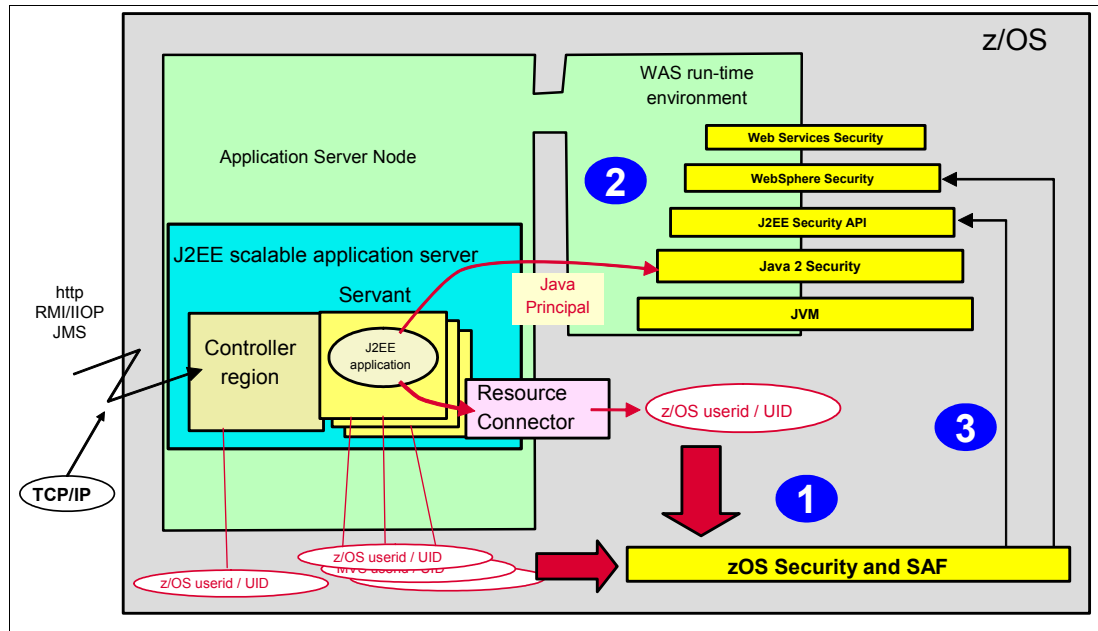 z/OS
WAS run-time
environment
Application Server Node
Web Services Security
2
WebSphere Security
J2EE Security API
Java 2 Security
JVM
J2EE scalable application server
Servant
Java
Principal
http
RMI/IIOP
JMS
Controller
region
J2EE
application
Resource
Connector
z/OS userid / UID
3
TCP/IP
1
z/OS userid / UID
z/OS userid / UID
UID
zOS Security and SAF